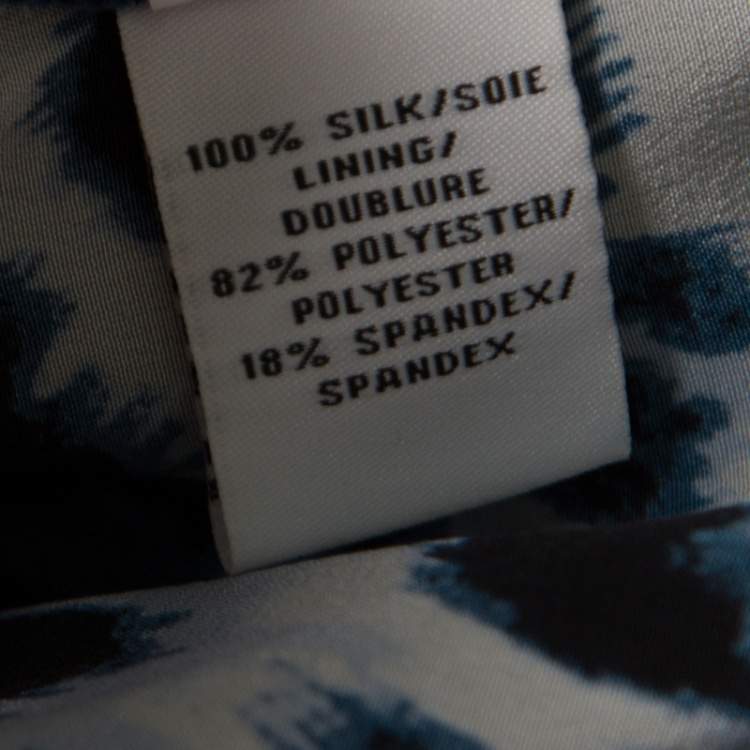 100% SILK/SOIE
LINING/
DOUBLURE
82% POLYESTER/
POLYESTER
18% SPANDEX/
SPANDEX